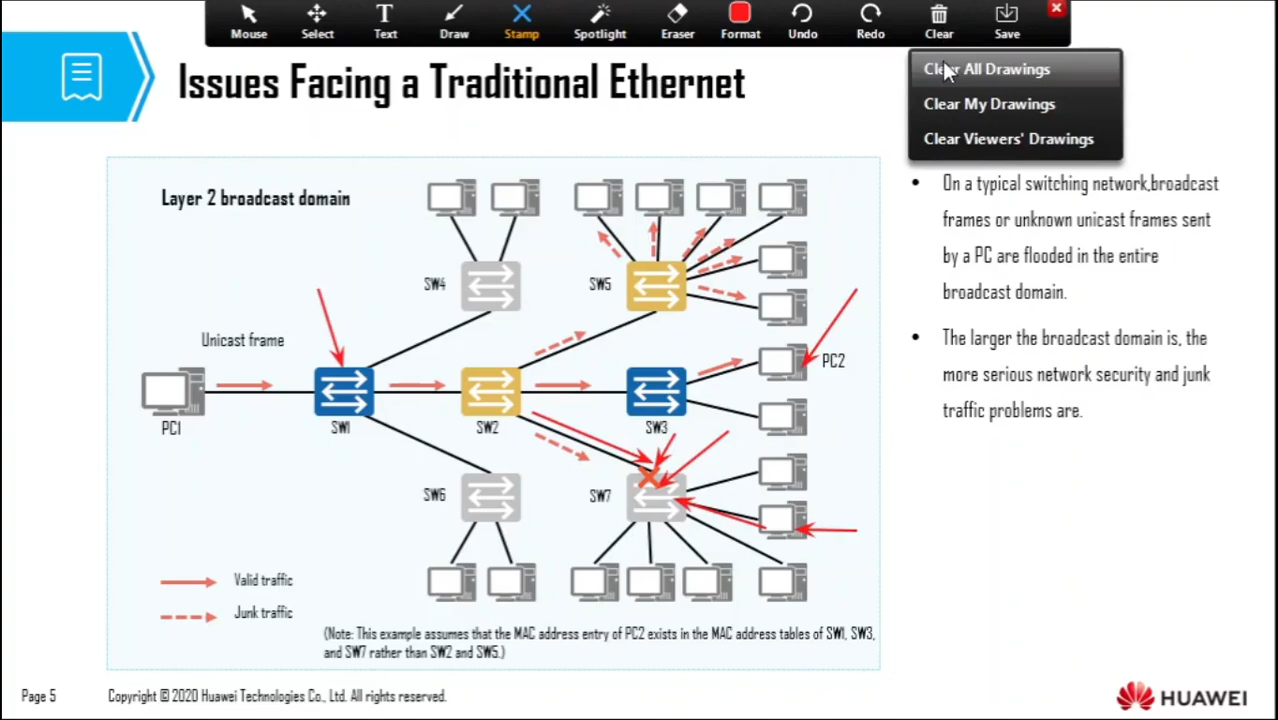 Mouse Select Text Draw Stamp Spotlight Eraser Format Undo Redo Clear Save
Clear All Drawings
Clear My Drawings
Clear Viewers' Drawings
Issues Facing a Traditional Ethernet
Layer 2 broadcast domain
SW4
SW5
Unicast frame
PC2
PC1
SW1
SW2
SW3
SW6
SW7
Valid traffic
Junk traffic
(Note: This example assumes that the MAC address entry of PC2 exists in the MAC address tables of SW1, SW3,
and SW7 rather than SW2 and SW5.)
• On a typical switching network,broadcast
frames or unknown unicast frames sent
by a PC are flooded in the entire
broadcast domain.
• The larger the broadcast domain is, the
more serious network security and junk
traffic problems are.
Page 5
Copyright © 2020 Huawei Technologies Co., Ltd. All rights reserved.
HUAWEI